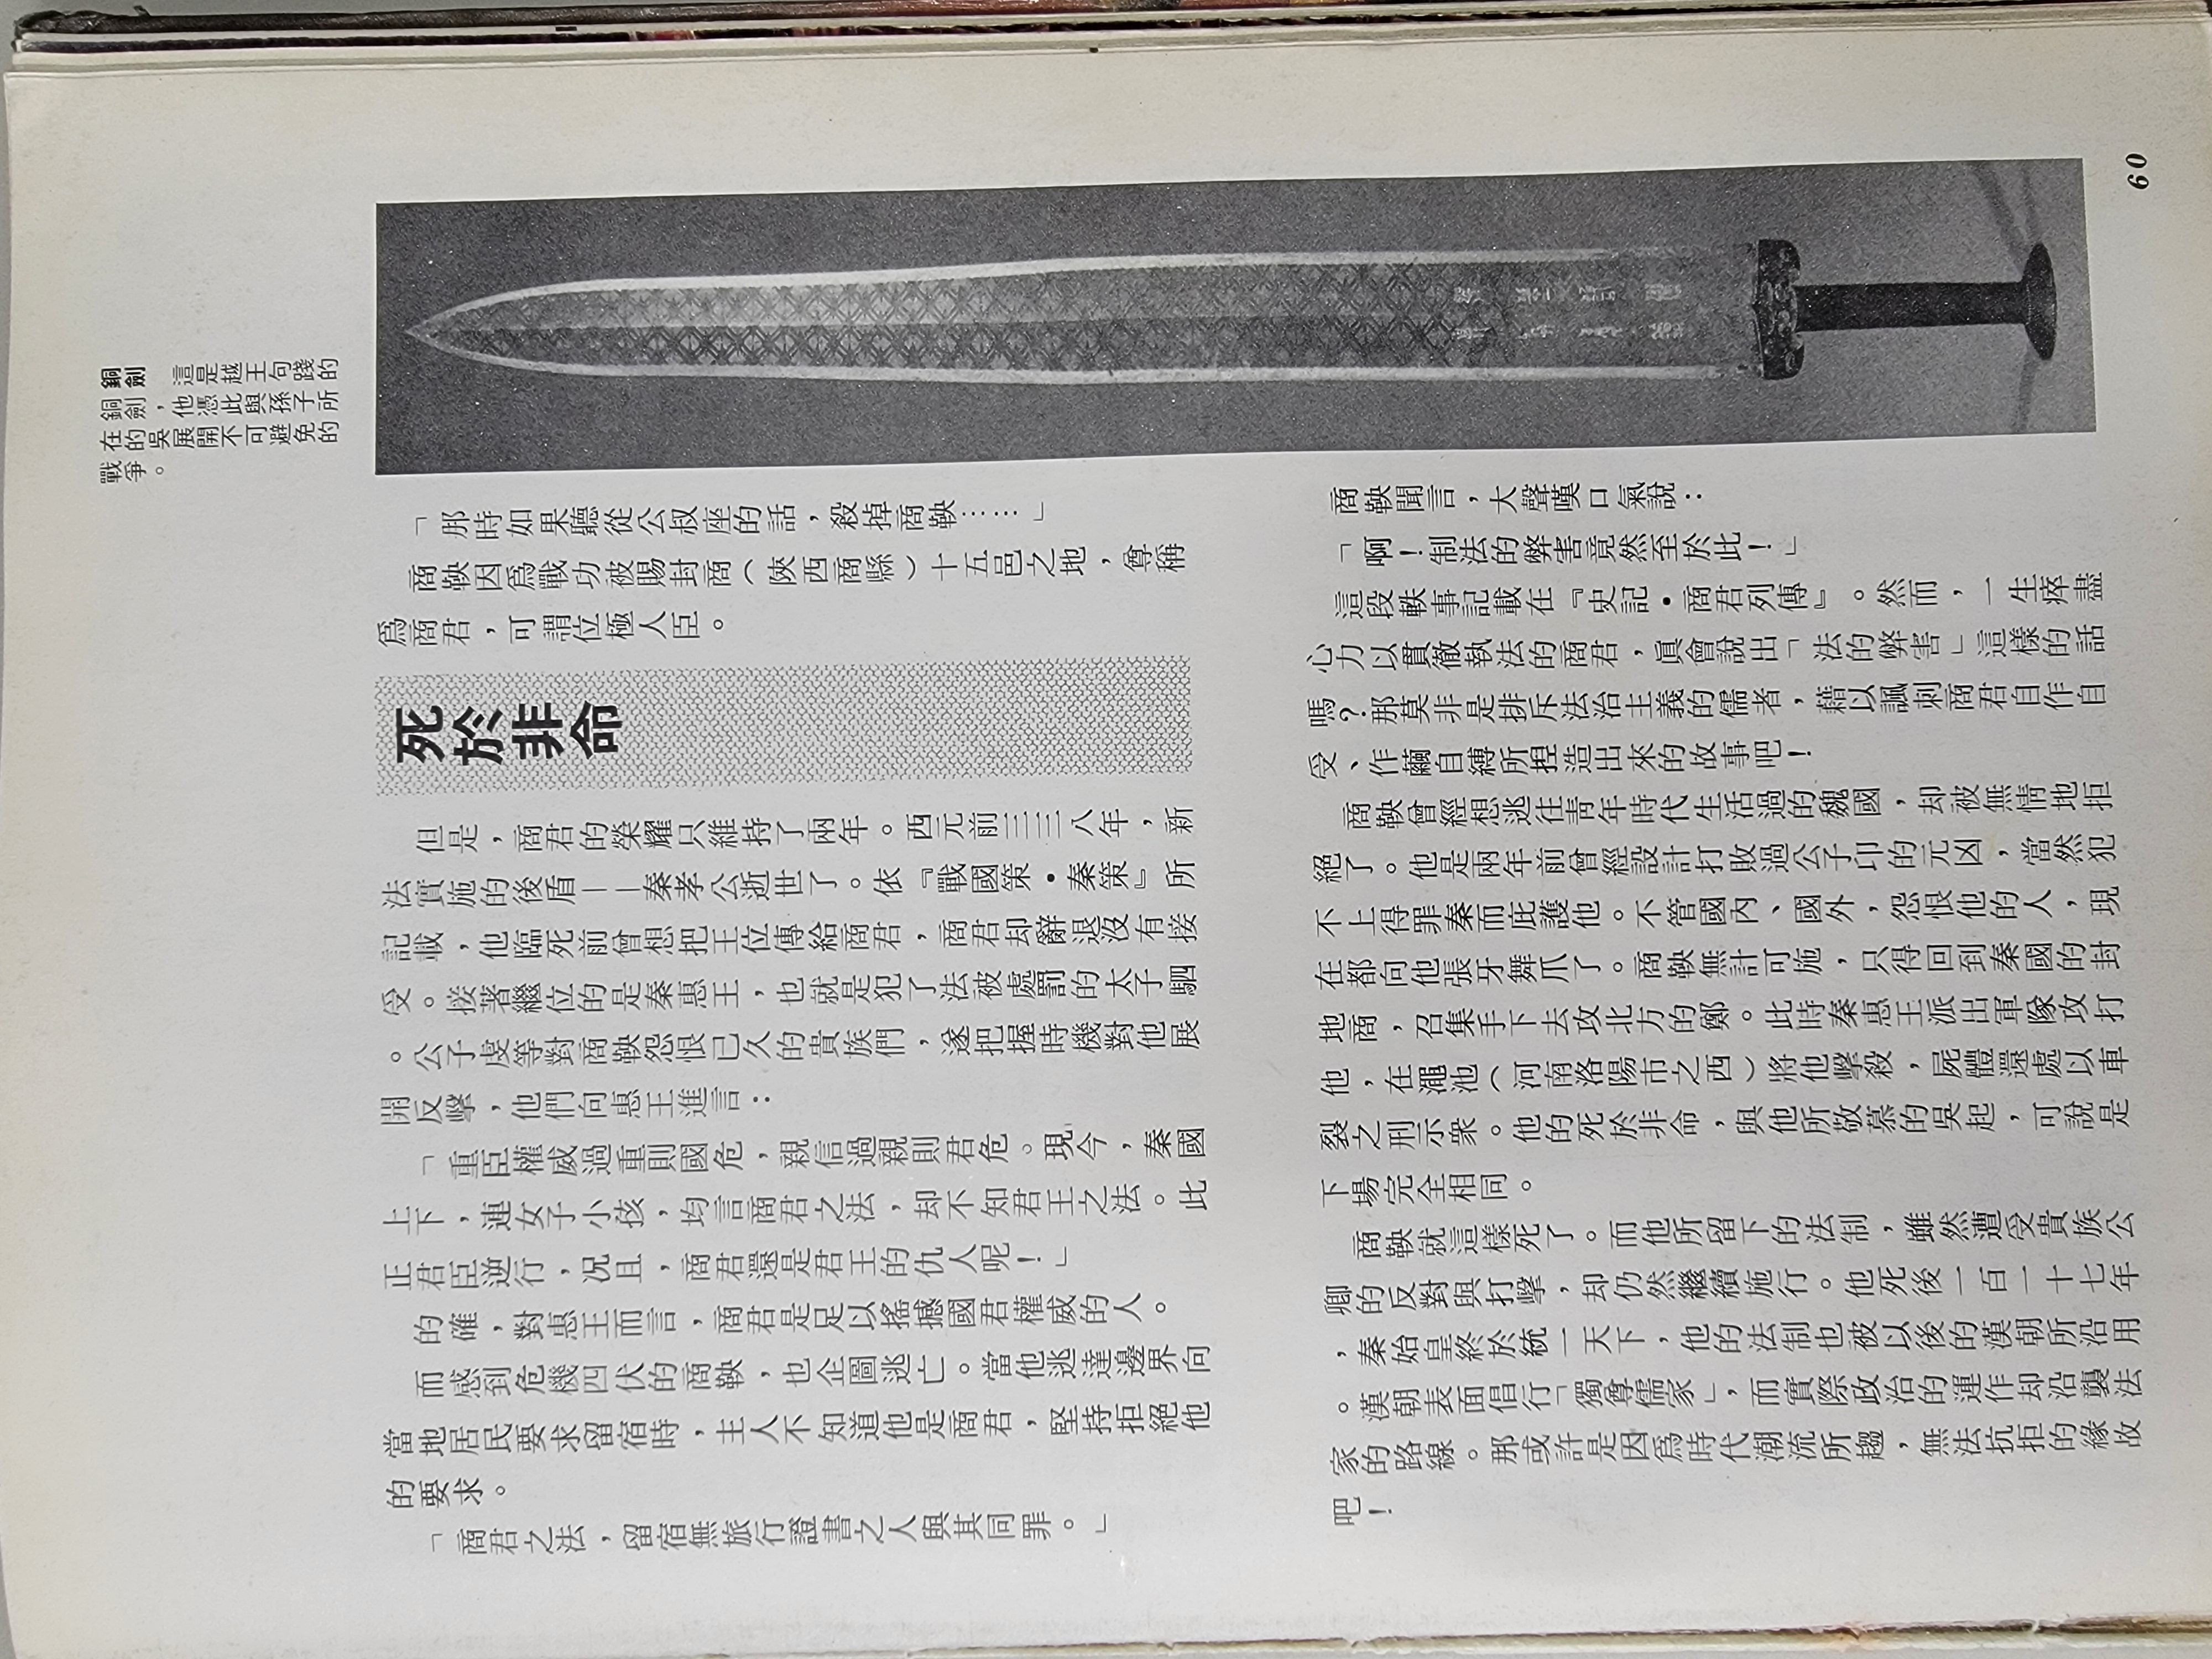 銅劍　這是越王句踐的
銅劍，他憑此與孫子所
在的吳展開不可避免的
戰爭。
「那時如果聽從公叔座的話，殺掉商鞅……」
商鞅因爲戰功被賜封商（陝西商縣）十五邑之地，尊稱
爲商君，可謂位極人臣。
死於非命
但是，商君的榮耀只維持了兩年。西元前三三八年，新
法實施的後盾——秦孝公逝世了。依『戰國策・秦策』所
記載，他臨死前曾想把王位傳給商君，商君却辭退沒有接
受。接著繼位的是秦惠王，也就是犯了法被處罰的太子駟
。公子虔等對商鞅怨恨已久的貴族們，遂把握時機對他展
開反擊，他們向惠王進言：
「重臣權威過重則國危，親信過親則君危。現今，秦國
上下，連女子小孩，均言商君之法，却不知君王之法。此
正君臣逆行，况且，商君還是君王的仇人呢！」
的確，對惠王而言，商君是足以搖撼國君權威的人。
而感到危機四伏的商鞅，也企圖逃亡。當他逃達邊界向
當地居民要求留宿時，主人不知道他是商君，堅持拒絕他
的要求。
「商君之法，留宿無旅行證書之人與其同罪。」
商鞅聞言，大聲嘆口氣說：
「啊！制法的弊害竟然至於此！」
這段軼事記載在『史記・商君列傳』。然而，一生瘁盡
心力以貫徹執法的商君，眞會說出「法的弊害」這樣的話
嗎？那莫非是排斥法治主義的儒者，藉以諷刺商君自作自
受、作繭自縛所捏造出來的故事吧！
商鞅曾經想逃往靑年時代生活過的魏國，却被無情地拒
絕了。他是兩年前曾經設計打敗過公子卬的元凶，當然犯
不上得罪秦而庇護他。不管國內、國外，怨恨他的人，現
在都向他張牙舞爪了。商鞅無計可施，只得回到秦國的封
地商，召集手下去攻北方的鄭。此時秦惠王派出軍隊攻打
他，在澠池（河南洛陽市之西）將他擊殺，屍體還處以車
裂之刑示衆。他的死於非命，與他所敬慕的吳起，可說是
下場完全相同。
商鞅就這樣死了。而他所留下的法制，雖然遭受貴族公
卿的反對與打擊，却仍然繼續施行。他死後一百一十七年
，秦始皇終於統一天下，他的法制也被以後的漢朝所沿用
。漢朝表面倡行「獨尊儒家」，而實際政治的運作却沿襲法
家的路線。那或許是因爲時代潮流所趨，無法抗拒的緣故
吧！
60